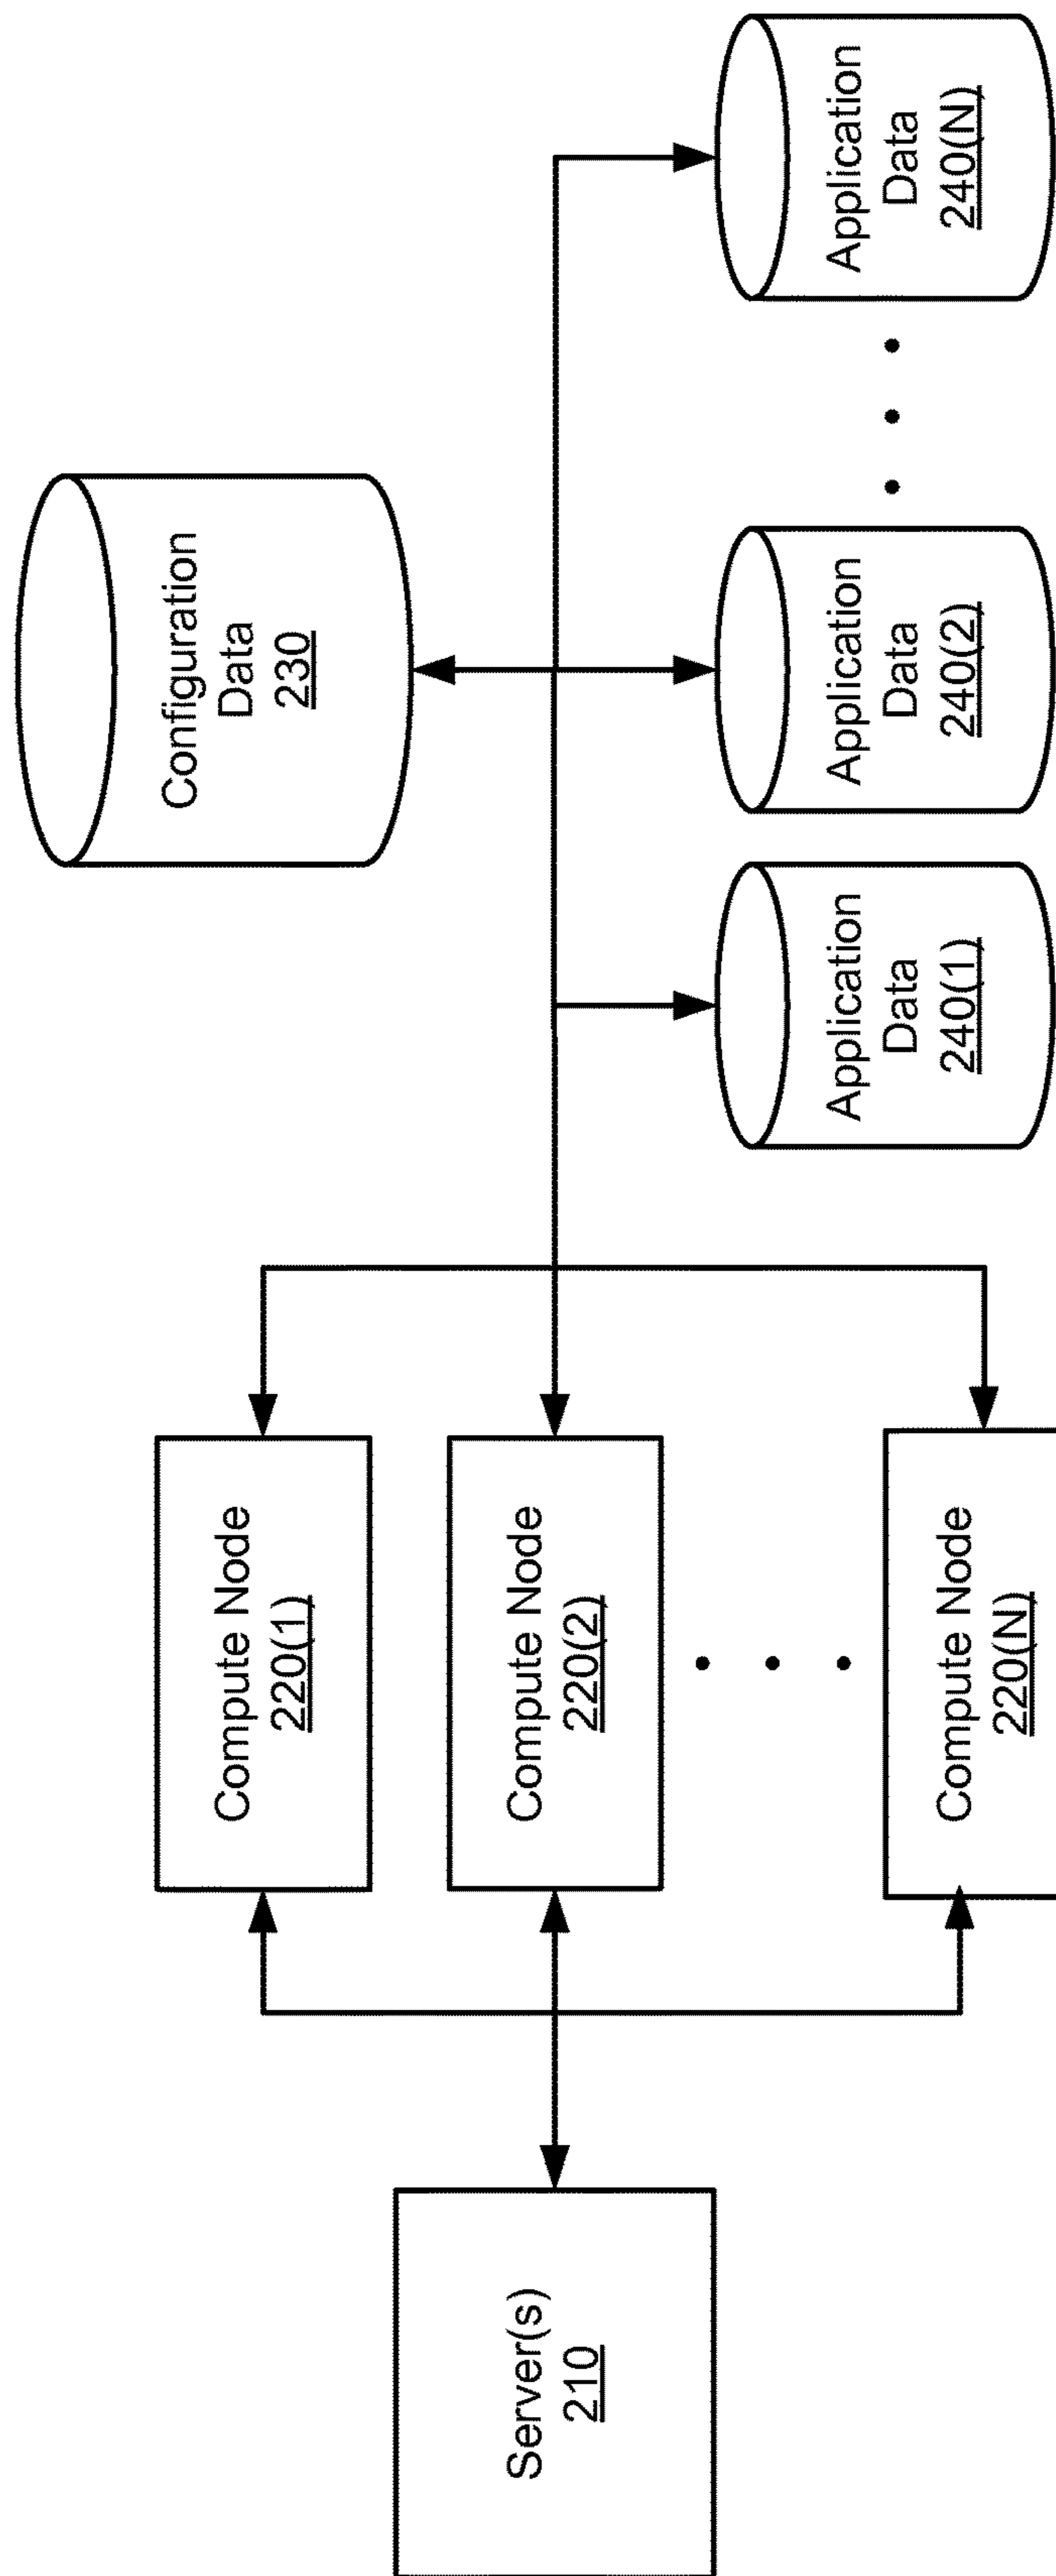 Server(s)
210
Compute Node
220(1)
Compute Node
220(2)
Compute Node
220(N)
Configuration
Data
230
Application
Data
240(1)
Application
Data
240(2)
Application
Data
240(N)